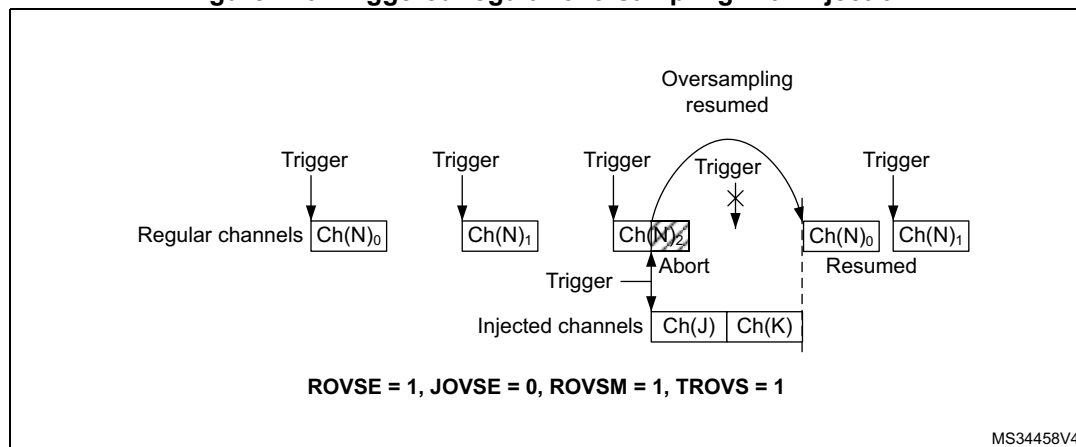 Oversampling
resumed
Trigger
Trigger
Trigger
Trigger
Trigger
Regular channels
Ch(N)0
Ch(N)1
Ch(N)2
Ch(N)0
Ch(N)1
Abort
Resumed
Trigger
Injected channels
Ch(J)
Ch(K)
ROVSE = 1, JOVSE = 0, ROVSM = 1, TROVS = 1
MS34458V4